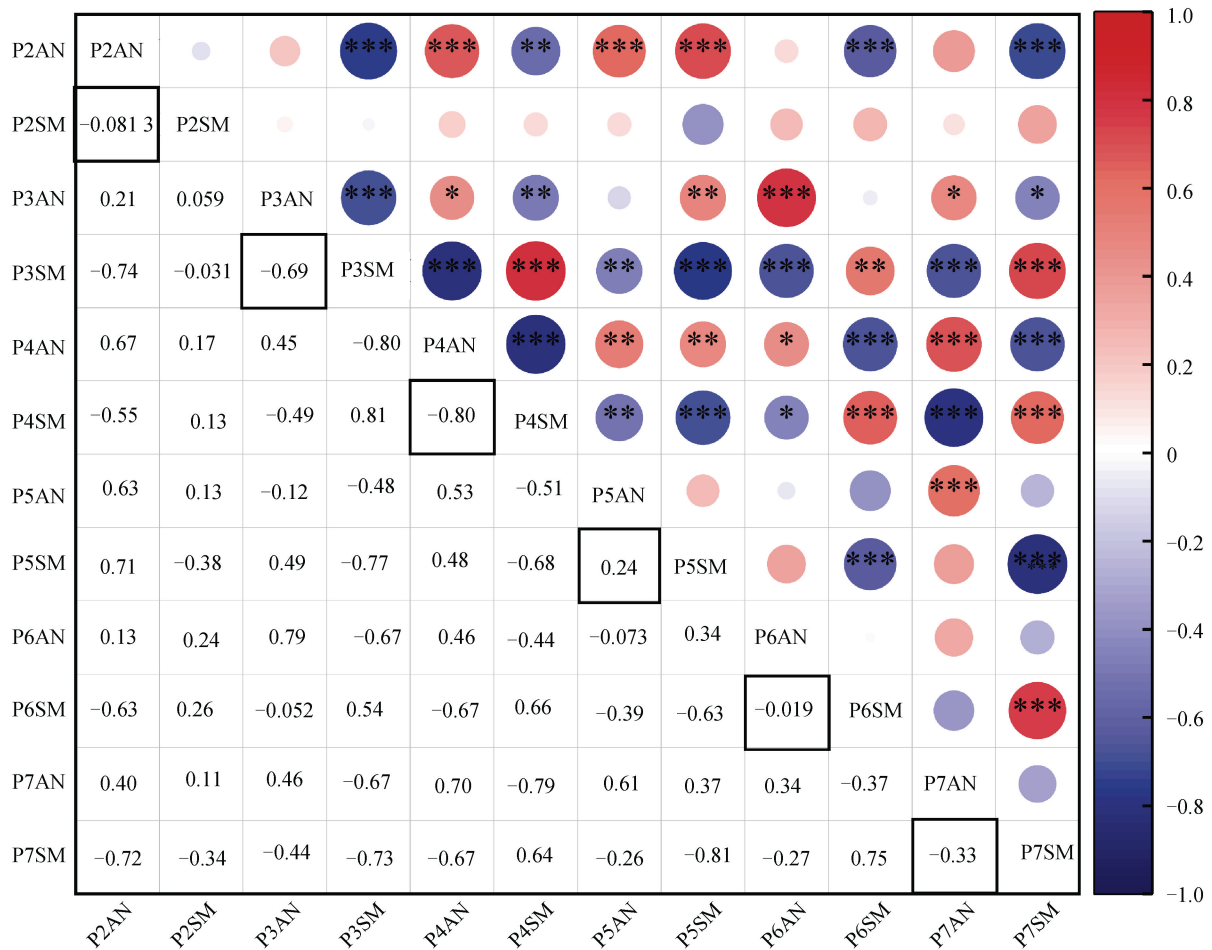 P2AN P2AN *** *** ** *** *** *** ***
P2SM −0.081 3 P2SM
P3AN 0.21 0.059 P3AN *** * ** ** *** * *
P3SM −0.74 −0.031 −0.69 P3SM *** *** ** *** *** ** *** ***
P4AN 0.67 0.17 0.45 −0.80 P4AN *** ** ** * *** *** ***
P4SM −0.55 0.13 −0.49 0.81 −0.80 P4SM ** *** * *** *** ***
P5AN 0.63 0.13 −0.12 −0.48 0.53 −0.51 P5AN ***
P5SM 0.71 −0.38 0.49 −0.77 0.48 −0.68 0.24 P5SM *** *** ***
P6AN 0.13 0.24 0.79 −0.67 0.46 −0.44 −0.073 0.34 P6AN
P6SM −0.63 0.26 −0.052 0.54 −0.67 0.66 −0.39 −0.63 −0.019 P6SM ***
P7AN 0.40 0.11 0.46 −0.67 0.70 −0.79 0.61 0.37 0.34 −0.37 P7AN
P7SM −0.72 −0.34 −0.44 −0.73 −0.67 0.64 −0.26 −0.81 −0.27 0.75 −0.33 P7SM
P2AN P2SM P3AN P3SM P4AN P4SM P5AN P5SM P6AN P6SM P7AN P7SM
1.0
0.8
0.6
0.4
0.2
0
−0.2
−0.4
−0.6
−0.8
−1.0